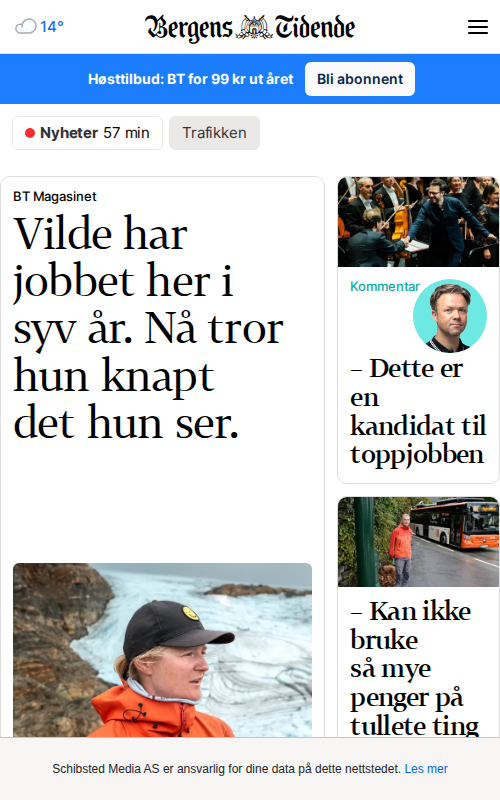 14°
Bergens Tidende
Høsttilbud: BT for 99 kr ut året
Bli abonnent
Nyheter 57 min
Trafikken
BT Magasinet
Vilde har
jobbet her i
syv år. Nå tror
hun knapt
det hun ser.
Kommentar
– Dette er
en
kandidat til
toppjobben
– Kan ikke
bruke
så mye
penger på
tullete ting
Schibsted Media AS er ansvarlig for dine data på dette nettstedet. Les mer